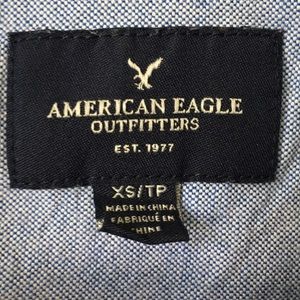 AMERICAN EAGLE
OUTFITTERS
EST. 1977
XS/TP
MADE IN CHINA
FABRIQUÉ EN
CHINE